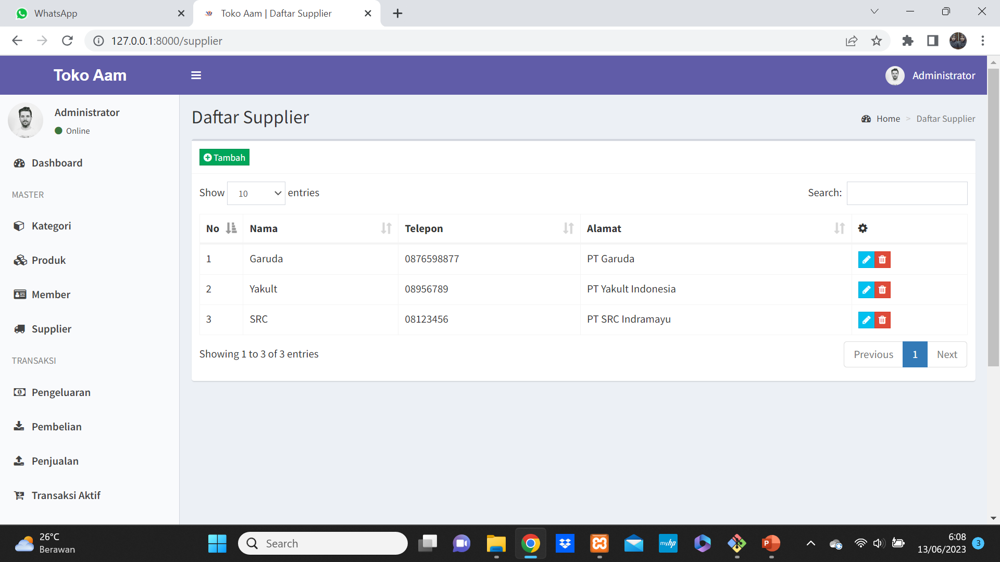 WhatsApp
Toko Aam | Daftar Supplier
127.0.0.1:8000/supplier
Toko Aam
Administrator
Administrator
Online
Dashboard
MASTER
Kategori
Produk
Member
Supplier
TRANSAKSI
Pengeluaran
Pembelian
Penjualan
Transaksi Aktif
Daftar Supplier
Home > Daftar Supplier
Tambah
Show 10 entries
Search:
No Nama Telepon Alamat
1 Garuda 0876598877 PT Garuda
2 Yakult 08956789 PT Yakult Indonesia
3 SRC 08123456 PT SRC Indramayu
Showing 1 to 3 of 3 entries
Previous 1 Next
26°C
Berawan
Search
myhp
P
6:08
13/06/2023
3